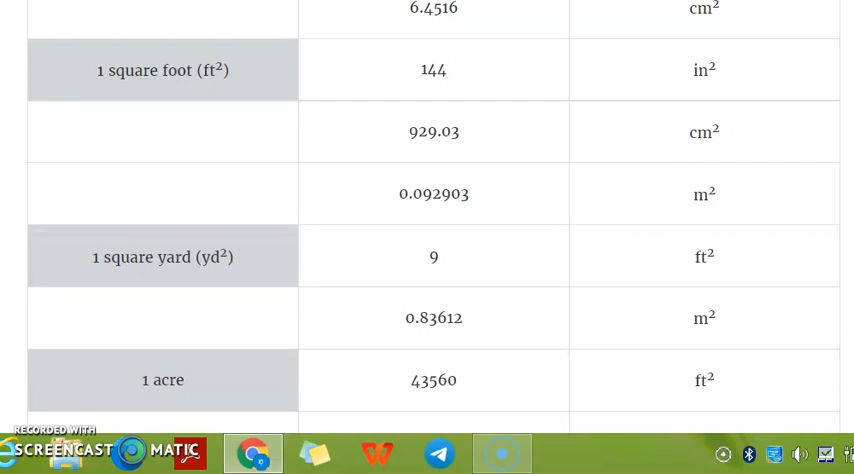 6.4516 cm²
1 square foot (ft²) 144 in²
929.03 cm²
0.092903 m²
1 square yard (yd²) 9 ft²
0.83612 m²
1 acre 43560 ft²
RECORDED WITH
SCREENCAST MATIC